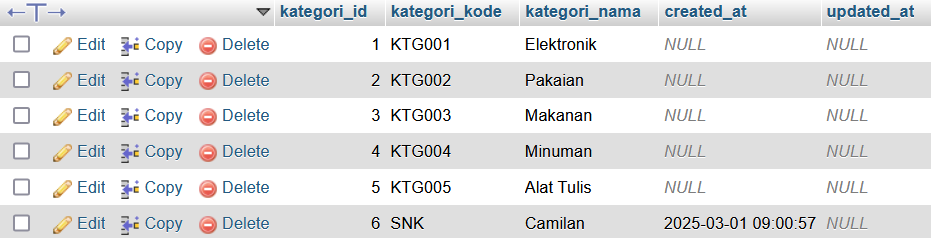 ←T→ kategori_id kategori_kode kategori_nama created_at updated_at
Edit Copy Delete 1 KTG001 Elektronik NULL NULL
Edit Copy Delete 2 KTG002 Pakaian NULL NULL
Edit Copy Delete 3 KTG003 Makanan NULL NULL
Edit Copy Delete 4 KTG004 Minuman NULL NULL
Edit Copy Delete 5 KTG005 Alat Tulis NULL NULL
Edit Copy Delete 6 SNK Camilan 2025-03-01 09:00:57 NULL